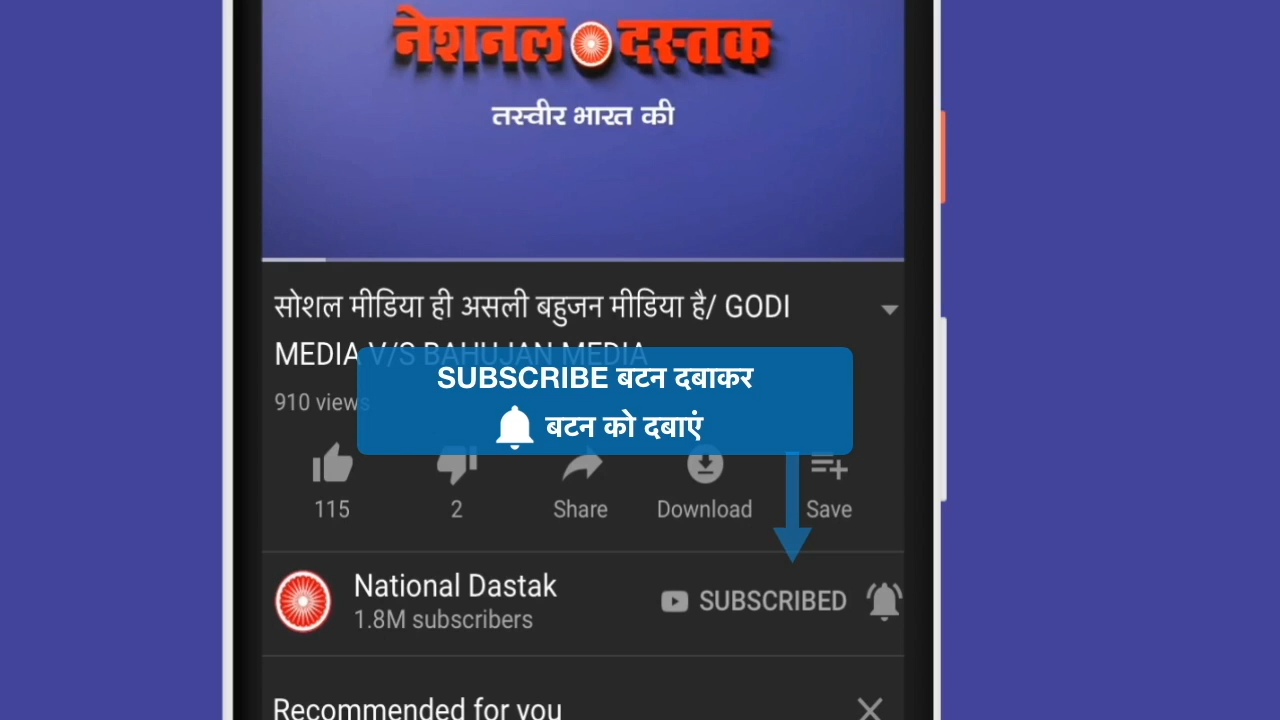 नेशनल दस्तक
तस्वीर भारत की
सोशल मीडिया ही असली बहुजन मीडिया है/ GODI
MEDIA V/S BAHUJAN MEDIA
910 views
SUBSCRIBE बटन दबाकर
बटन को दबाएं
115
2
Share
Download
Save
National Dastak
1.8M subscribers
SUBSCRIBED
Recommended for you